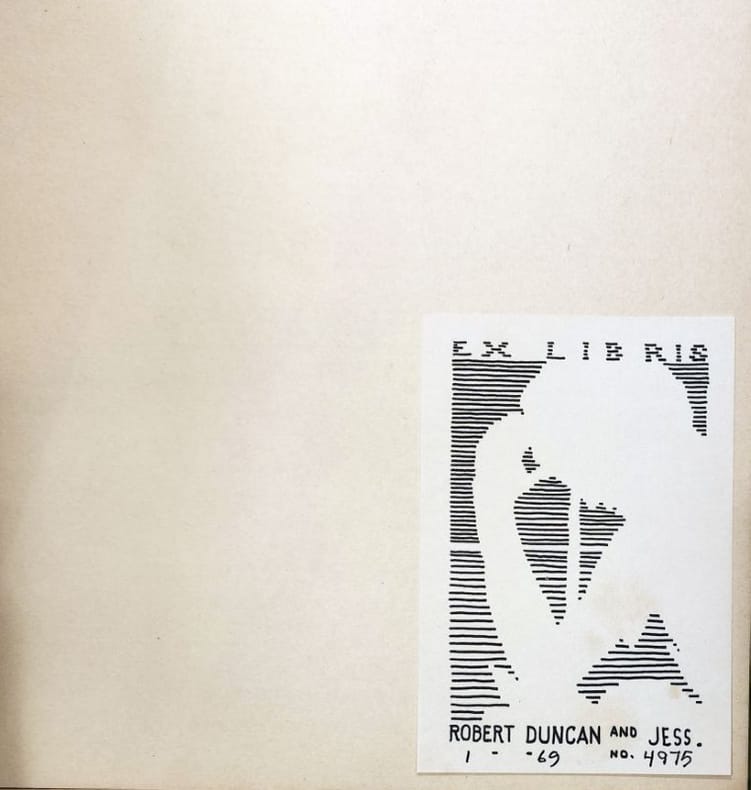 EX LIBRIS
ROBERT DUNCAN AND JESS.
1 - -69 NO. 4975